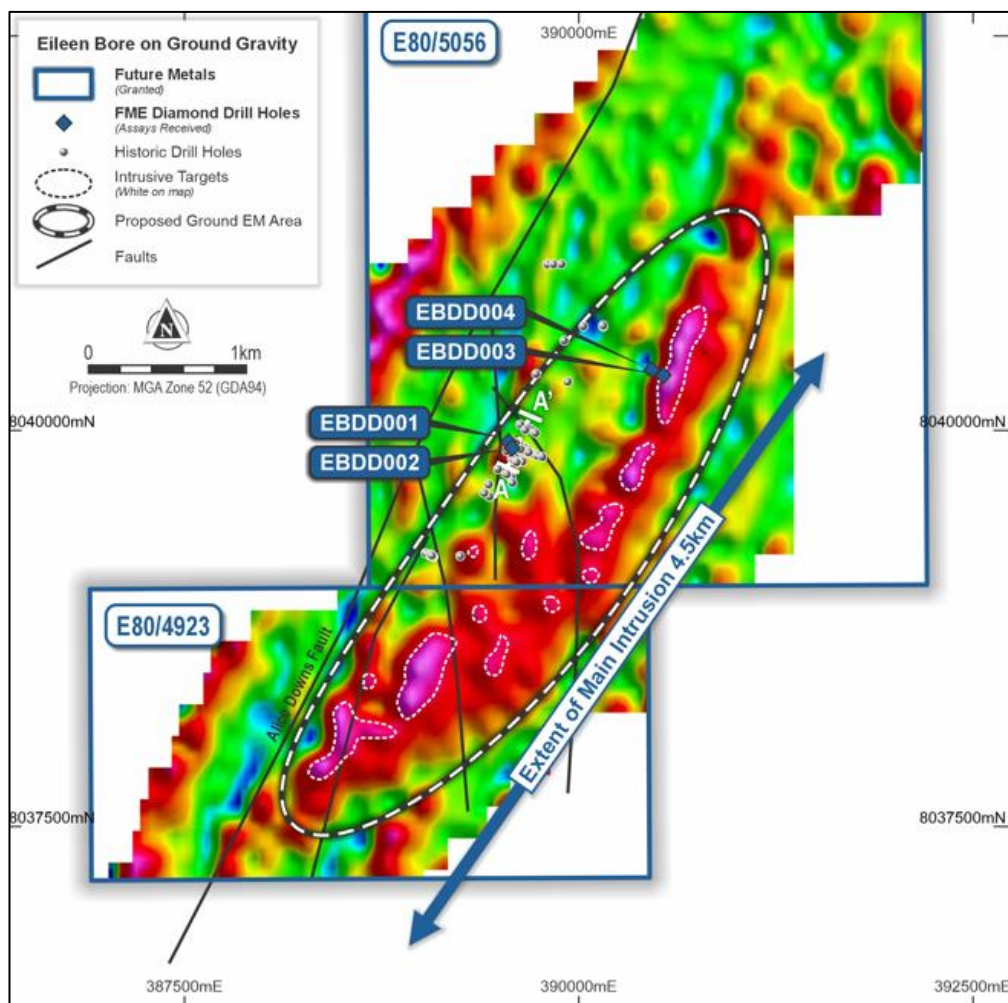 Eileen Bore on Ground Gravity
Future Metals
(Granted)
FME Diamond Drill Holes
(Assays Received)
Historic Drill Holes
Intrusive Targets
(White on map)
Proposed Ground EM Area
Faults
N
0 1km
Projection: MGA Zone 52 (GDA94)
E80/5056
390000mE
EBDD004
EBDD003
A'
EBDD001
EBDD002
A
8040000mN
8040000mN
Extent of Main Intrusion 4.5km
E80/4923
Alice Downs Fault
8037500mN
8037500mN
387500mE
390000mE
392500mE